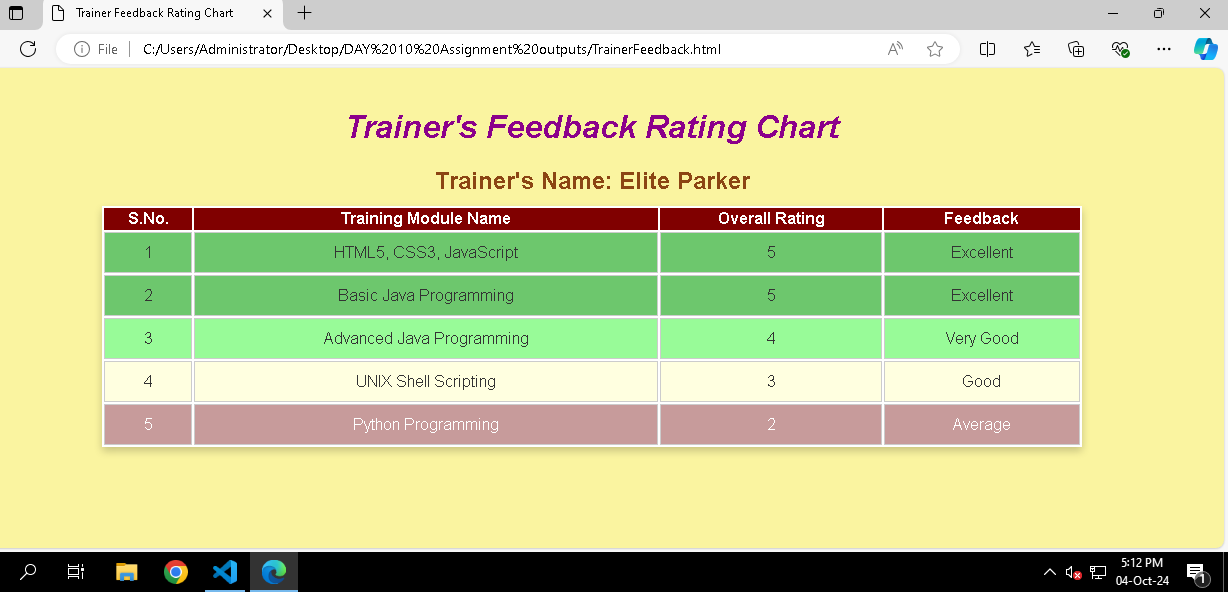 Trainer Feedback Rating Chart
File C:/Users/Administrator/Desktop/DAY%2010%20Assignment%20outputs/TrainerFeedback.html
Trainer's Feedback Rating Chart
Trainer's Name: Elite Parker
S.No. Training Module Name Overall Rating Feedback
1 HTML5, CSS3, JavaScript 5 Excellent
2 Basic Java Programming 5 Excellent
3 Advanced Java Programming 4 Very Good
4 UNIX Shell Scripting 3 Good
5 Python Programming 2 Average
5:12 PM
04-Oct-24
1